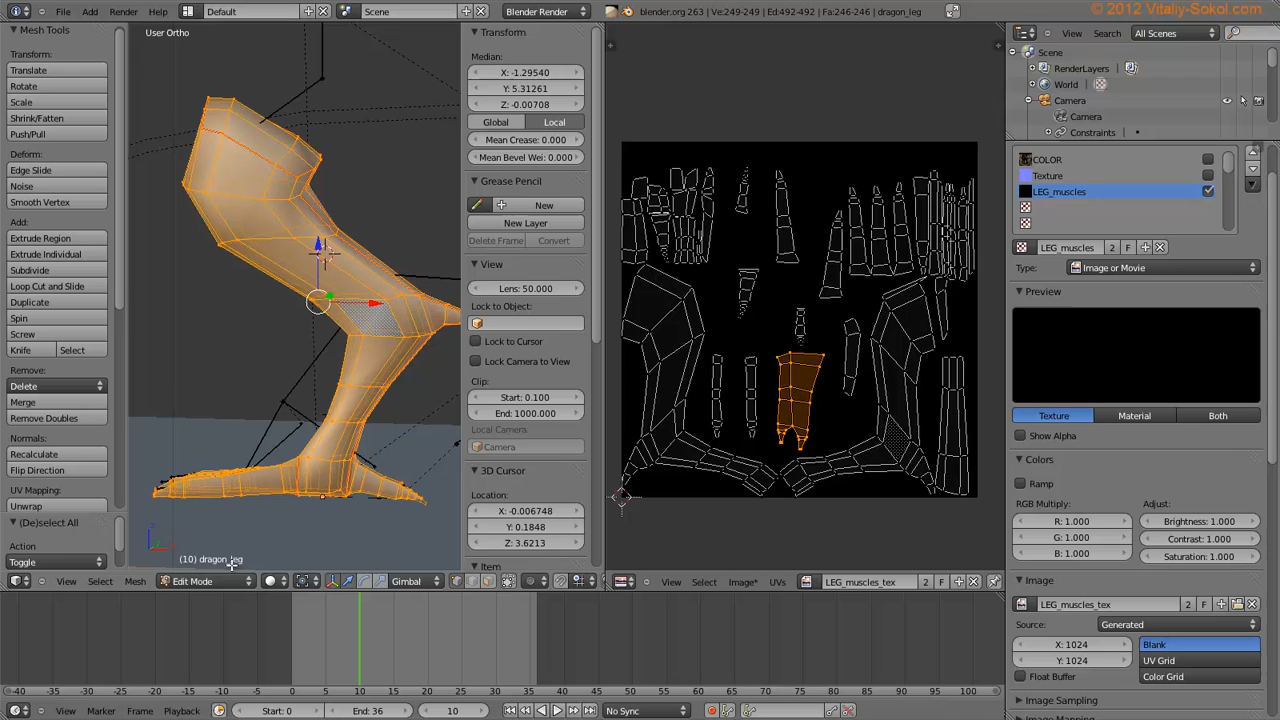 © 2012 Vitaliy-Sokol.com
File Add Render Help Default Scene Blender Render blender.org 263 | Ve:249-249 | Ed:492-492 | Fa:246-246 | dragon_leg
Mesh Tools
Transform:
Translate
Rotate
Scale
Shrink/Fatten
Push/Pull
Deform:
Edge Slide
Noise
Smooth Vertex
Add:
Extrude Region
Extrude Individual
Subdivide
Loop Cut and Slide
Duplicate
Spin
Screw
Knife Select
Remove:
Delete
Merge
Remove Doubles
Normals:
Recalculate
Flip Direction
UV Mapping:
Unwrap
(De)select All
Action
Toggle
User Ortho
(10) dragon_leg
View Select Mesh Edit Mode Gimbal
Transform
Median:
X: -1.29540
Y: 5.31261
Z: -0.00708
Global Local
Mean Crease: 0.000
Mean Bevel Wei: 0.000
Grease Pencil
New
New Layer
Delete Frame Convert
View
Lens: 50.000
Lock to Object:
Lock to Cursor
Lock Camera to View
Clip:
Start: 0.100
End: 1000.000
Local Camera:
Camera
3D Cursor
Location:
X: -0.006748
Y: 0.1848
Z: 3.6213
Item
View Select Image* UVs LEG_muscles_tex 2 F
View Search All Scenes
Scene
RenderLayers
World
Camera
Camera
Constraints
COLOR
Texture
LEG_muscles
LEG_muscles 2 F
Type: Image or Movie
Preview
Texture Material Both
Show Alpha
Colors
Ramp
RGB Multiply: Adjust:
R: 1.000 Brightness: 1.000
G: 1.000 Contrast: 1.000
B: 1.000 Saturation: 1.000
Image
LEG_muscles_tex 2 F
Source: Generated
X: 1024 Blank
Y: 1024 UV Grid
Float Buffer Color Grid
Image Sampling
Image Mapping
-40 -35 -30 -25 -20 -15 -10 -5 0 5 10 15 20 25 30 35 40 45 50 55 60 65 70 75 80 85 90 95 100
View Marker Frame Playback Start: 0 End: 36 10 No Sync